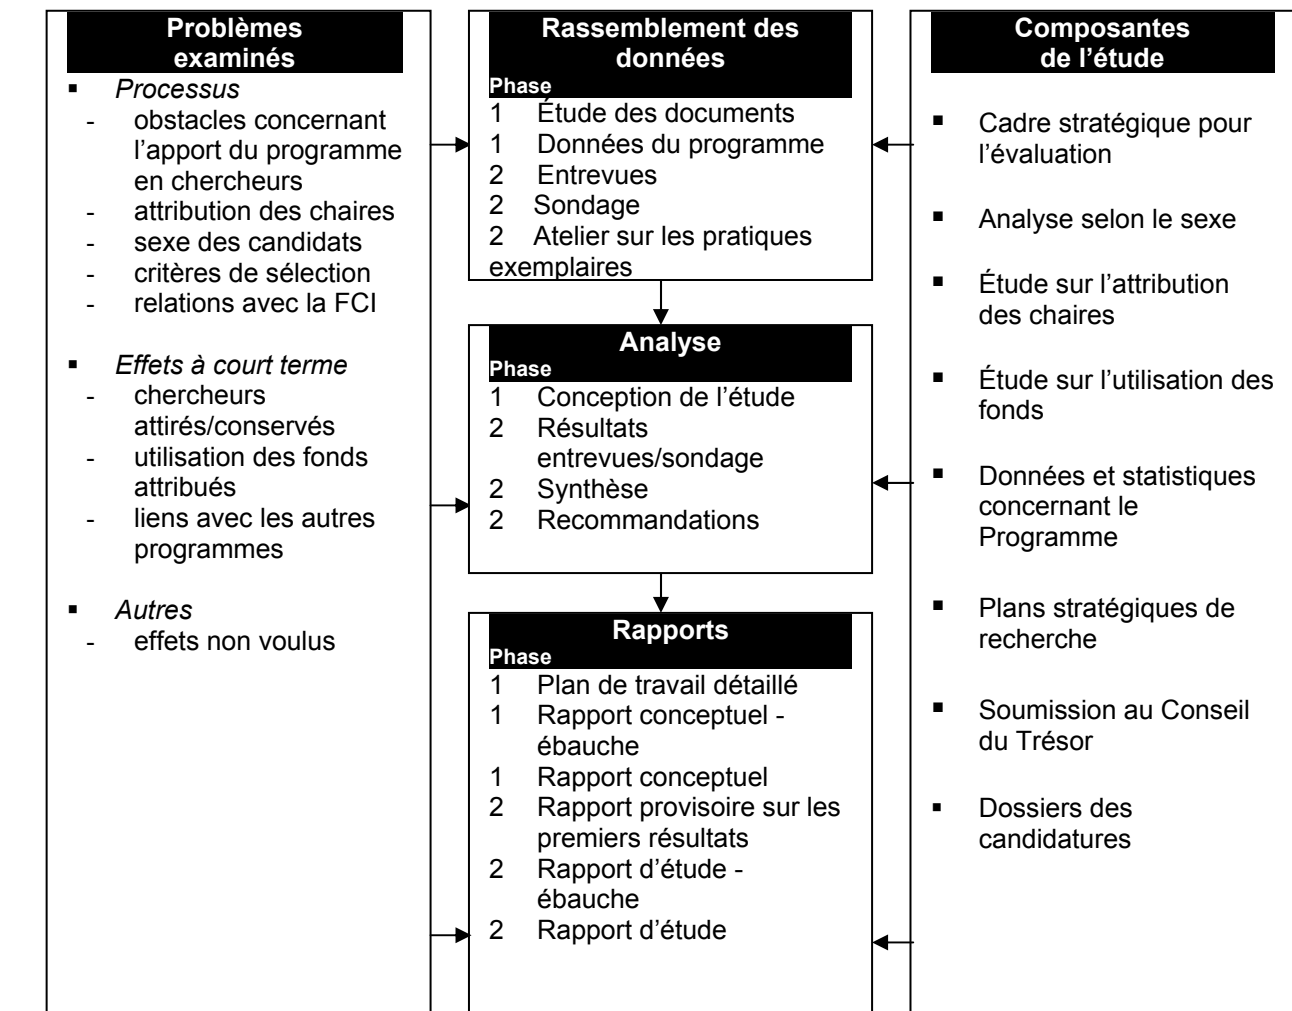 Problèmes
examinés
▪ Processus
- obstacles concernant
l’apport du programme
en chercheurs
- attribution des chaires
- sexe des candidats
- critères de sélection
- relations avec la FCI
▪ Effets à court terme
- chercheurs
attirés/conservés
- utilisation des fonds
attribués
- liens avec les autres
programmes
▪ Autres
- effets non voulus
Rassemblement des
données
Phase
1 Étude des documents
1 Données du programme
2 Entrevues
2 Sondage
2 Atelier sur les pratiques
exemplaires
Analyse
Phase
1 Conception de l’étude
2 Résultats
entrevues/sondage
2 Synthèse
2 Recommandations
Rapports
Phase
1 Plan de travail détaillé
1 Rapport conceptuel -
ébauche
1 Rapport conceptuel
2 Rapport provisoire sur les
premiers résultats
2 Rapport d’étude -
ébauche
2 Rapport d’étude
Composantes
de l’étude
▪ Cadre stratégique pour
l’évaluation
▪ Analyse selon le sexe
▪ Étude sur l’attribution
des chaires
▪ Étude sur l’utilisation des
fonds
▪ Données et statistiques
concernant le
Programme
▪ Plans stratégiques de
recherche
▪ Soumission au Conseil
du Trésor
▪ Dossiers des
candidatures